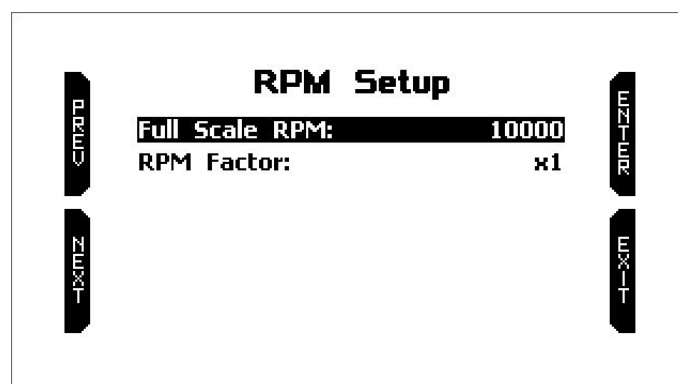 RPM Setup
PREV
ENTER
Full Scale RPM: 10000
RPM Factor: x1
NEXT
EXIT